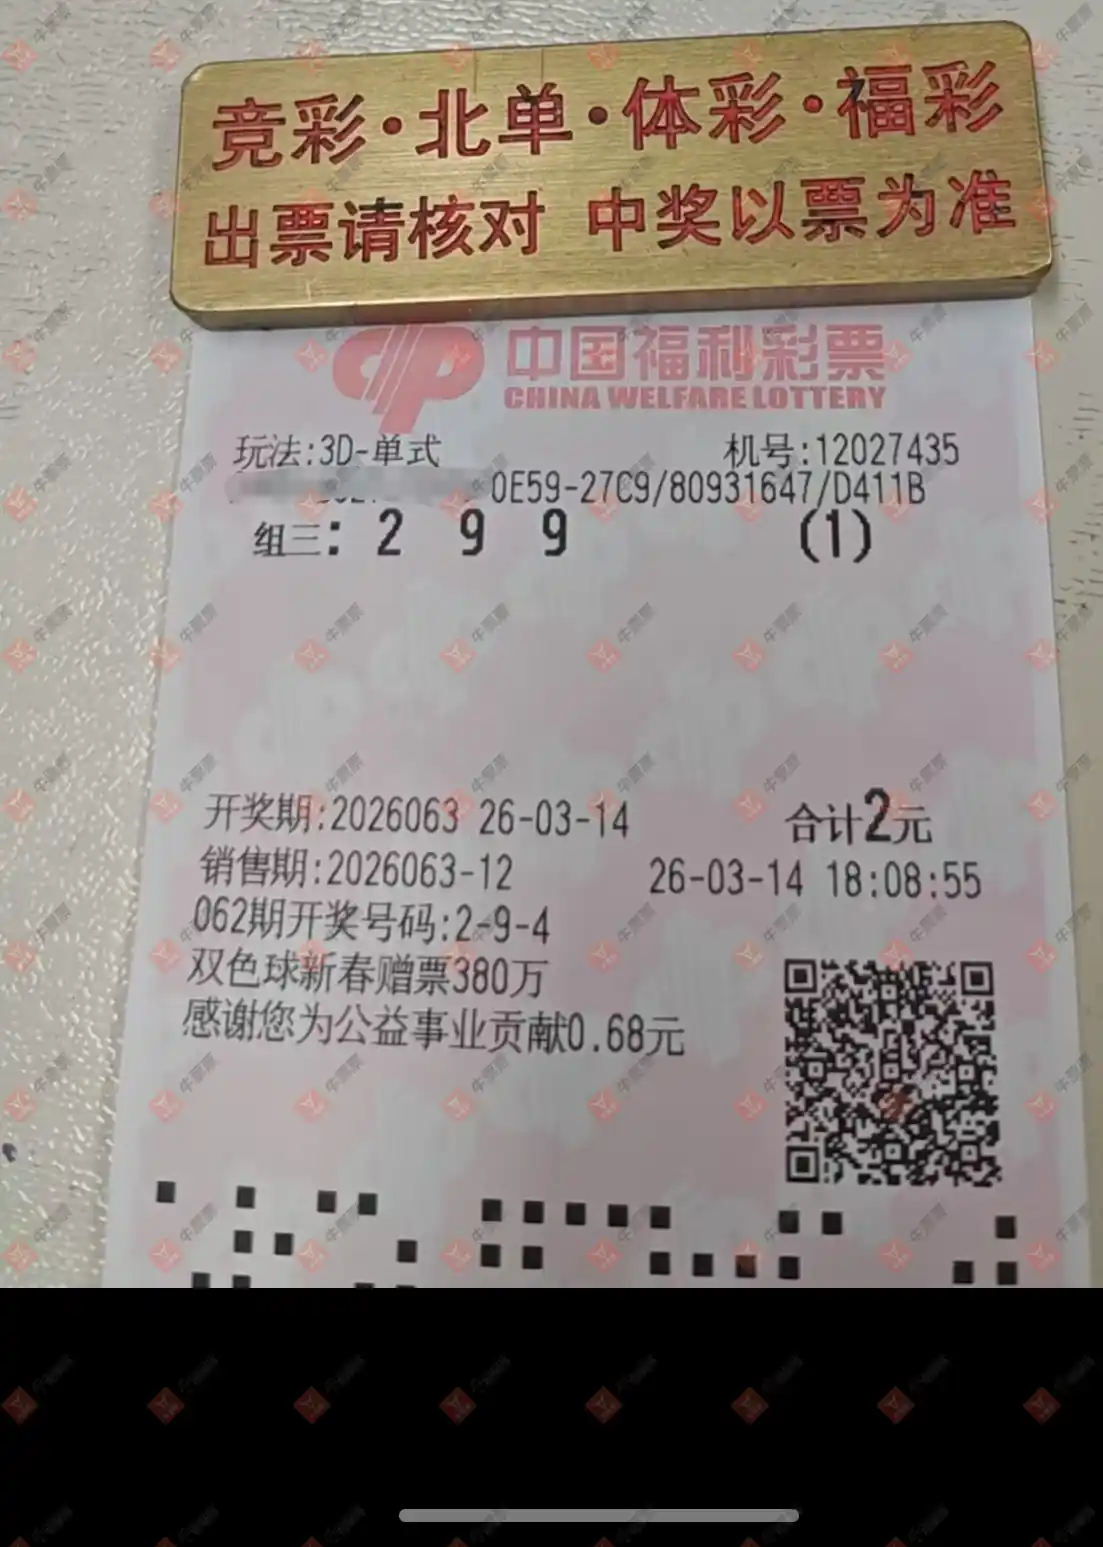 竞彩·北单·体彩·福彩
出票请核对 中奖以票为准
中国福利彩票
CHINA WELFARE LOTTERY
玩法:3D-单式 机号:12027435
0E59-27C9/80931647/D411B
组三: 2 9 9 (1)
开奖期:2026063 26-03-14 合计2元
销售期:2026063-12 26-03-14 18:08:55
062期开奖号码:2-9-4
双色球新春赠票380万
感谢您为公益事业贡献0.68元